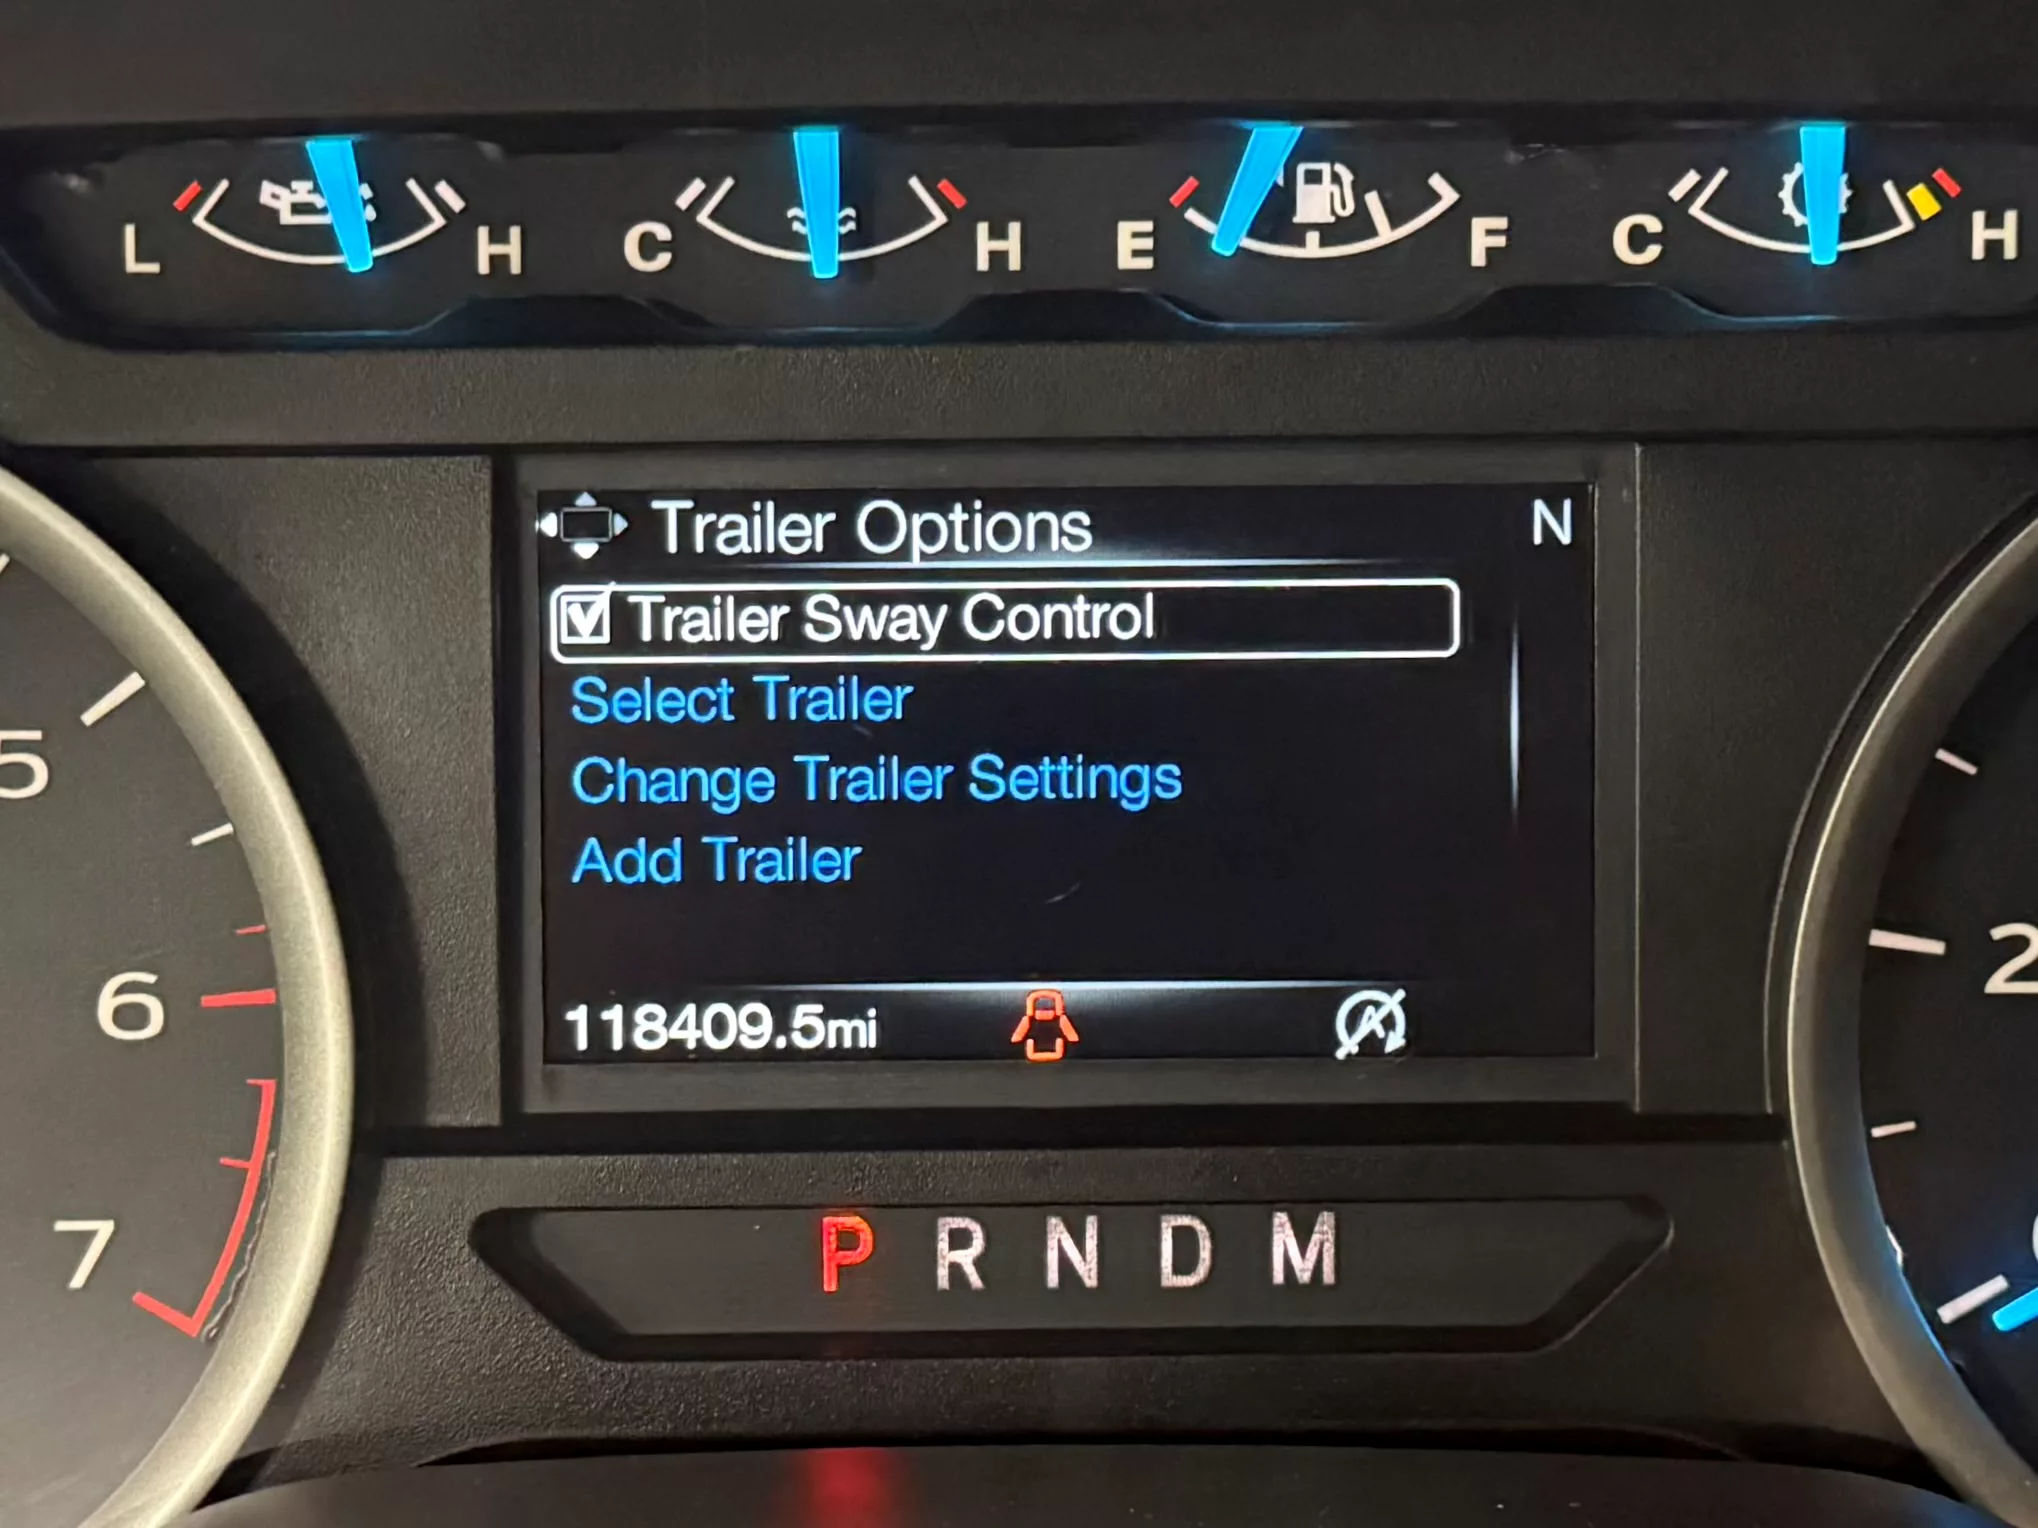 L H C H E F C H
Trailer Options N
Trailer Sway Control
Select Trailer
Change Trailer Settings
Add Trailer
118409.5mi
P R N D M
5
6
7
2